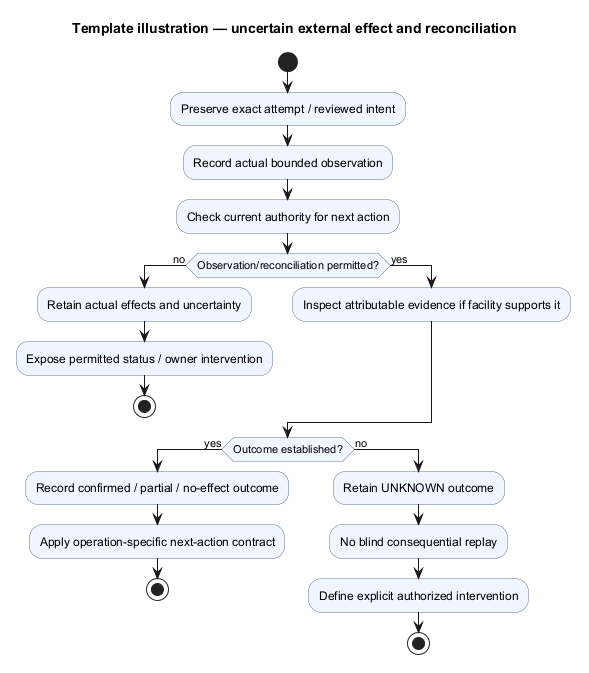 Template illustration — uncertain external effect and reconciliation
Preserve exact attempt / reviewed intent
Record actual bounded observation
Check current authority for next action
no
Observation/reconciliation permitted?
yes
Retain actual effects and uncertainty
Inspect attributable evidence if facility supports it
Expose permitted status / owner intervention
yes
Outcome established?
no
Record confirmed / partial / no-effect outcome
Retain UNKNOWN outcome
Apply operation-specific next-action contract
No blind consequential replay
Define explicit authorized intervention